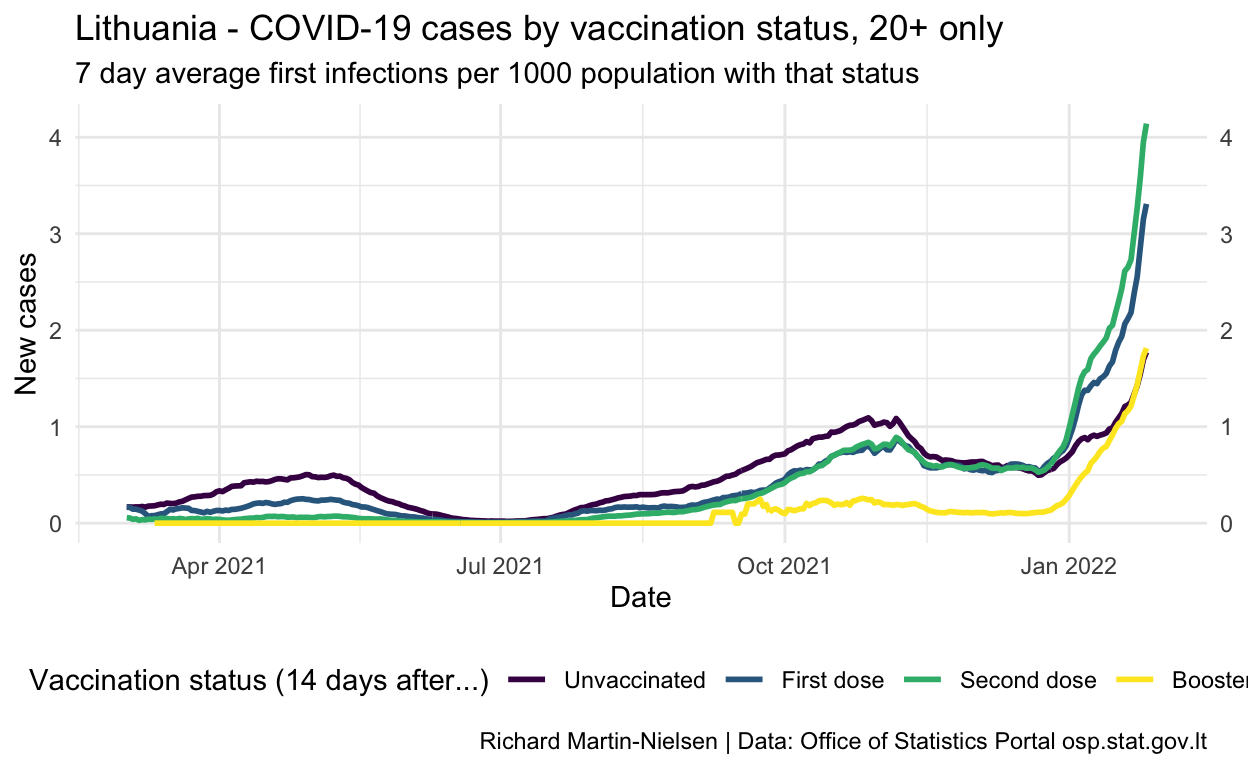 Lithuania - COVID-19 cases by vaccination status, 20+ only
7 day average first infections per 1000 population with that status
4 4
3 3
2 2
1 1
0 0
New cases
Apr 2021 Jul 2021 Oct 2021 Jan 2022
Date
Vaccination status (14 days after...) Unvaccinated First dose Second dose Booster
Richard Martin-Nielsen | Data: Office of Statistics Portal osp.stat.gov.lt